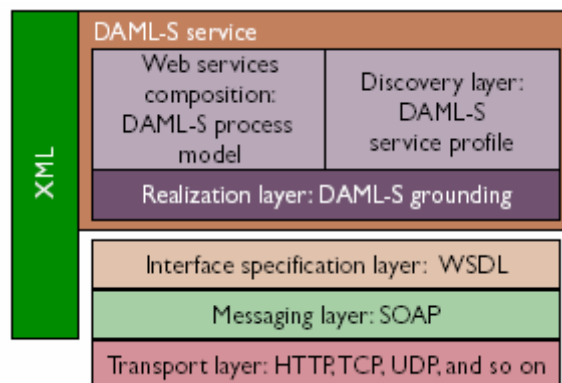 XML
DAML-S service
Web services
composition:
DAML-S process
model
Discovery layer:
DAML-S
service profile
Realization layer: DAML-S grounding
Interface specification layer: WSDL
Messaging layer: SOAP
Transport layer: HTTP, TCP, UDP, and so on